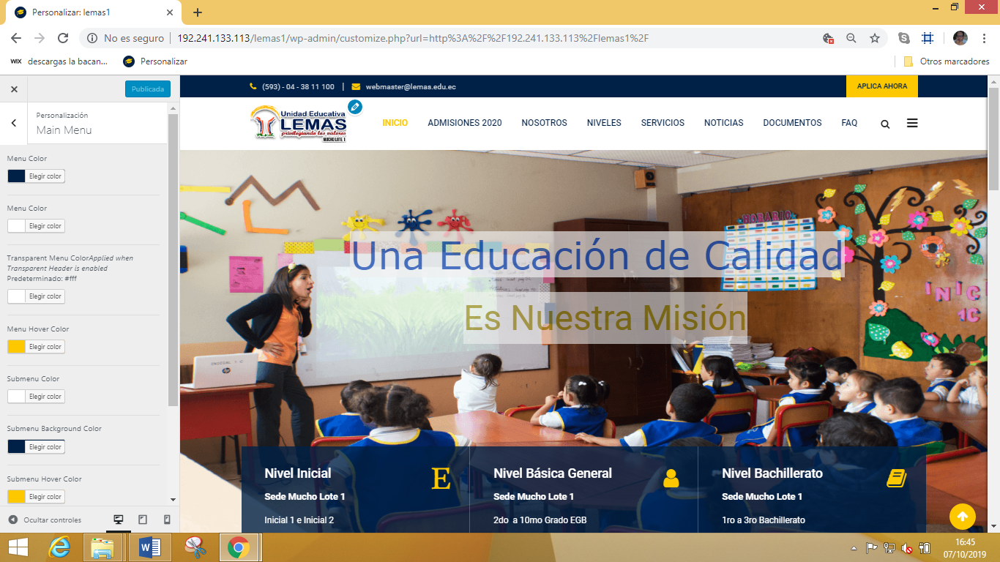 Personalizar: lemas1
No es seguro 192.241.133.113/lemas1/wp-admin/customize.php?url=http%3A%2F%2F192.241.133.113%2Flemas1%2F
WIX descargas la bacan... Personalizar Otros marcadores
Publicada
Personalización
Main Menu
Menu Color
Elegir color
Menu Color
Elegir color
Transparent Menu ColorApplied when
Transparent Header is enabled
Predeterminado: #fff
Elegir color
Menu Hover Color
Elegir color
Submenu Color
Elegir color
Submenu Background Color
Elegir color
Submenu Hover Color
Elegir color
Ocultar controles
(593) - 04 - 38 11 100 | webmaster@lemas.edu.ec APLICA AHORA
Unidad Educativa
LEMAS
privilegiando los valores
MUCHO LOTE 1
INICIO ADMISIONES 2020 NOSOTROS NIVELES SERVICIOS NOTICIAS DOCUMENTOS FAQ
HORARIO
Una Educación de Calidad
Es Nuestra Misión
INIC
1C
INICIAL 1 C
hp
Nivel Inicial E
Sede Mucho Lote 1
Inicial 1 e Inicial 2
Nivel Básica General
Sede Mucho Lote 1
2do a 10mo Grado EGB
Nivel Bachillerato
Sede Mucho Lote 1
1ro a 3ro Bachillerato
16:45
07/10/2019